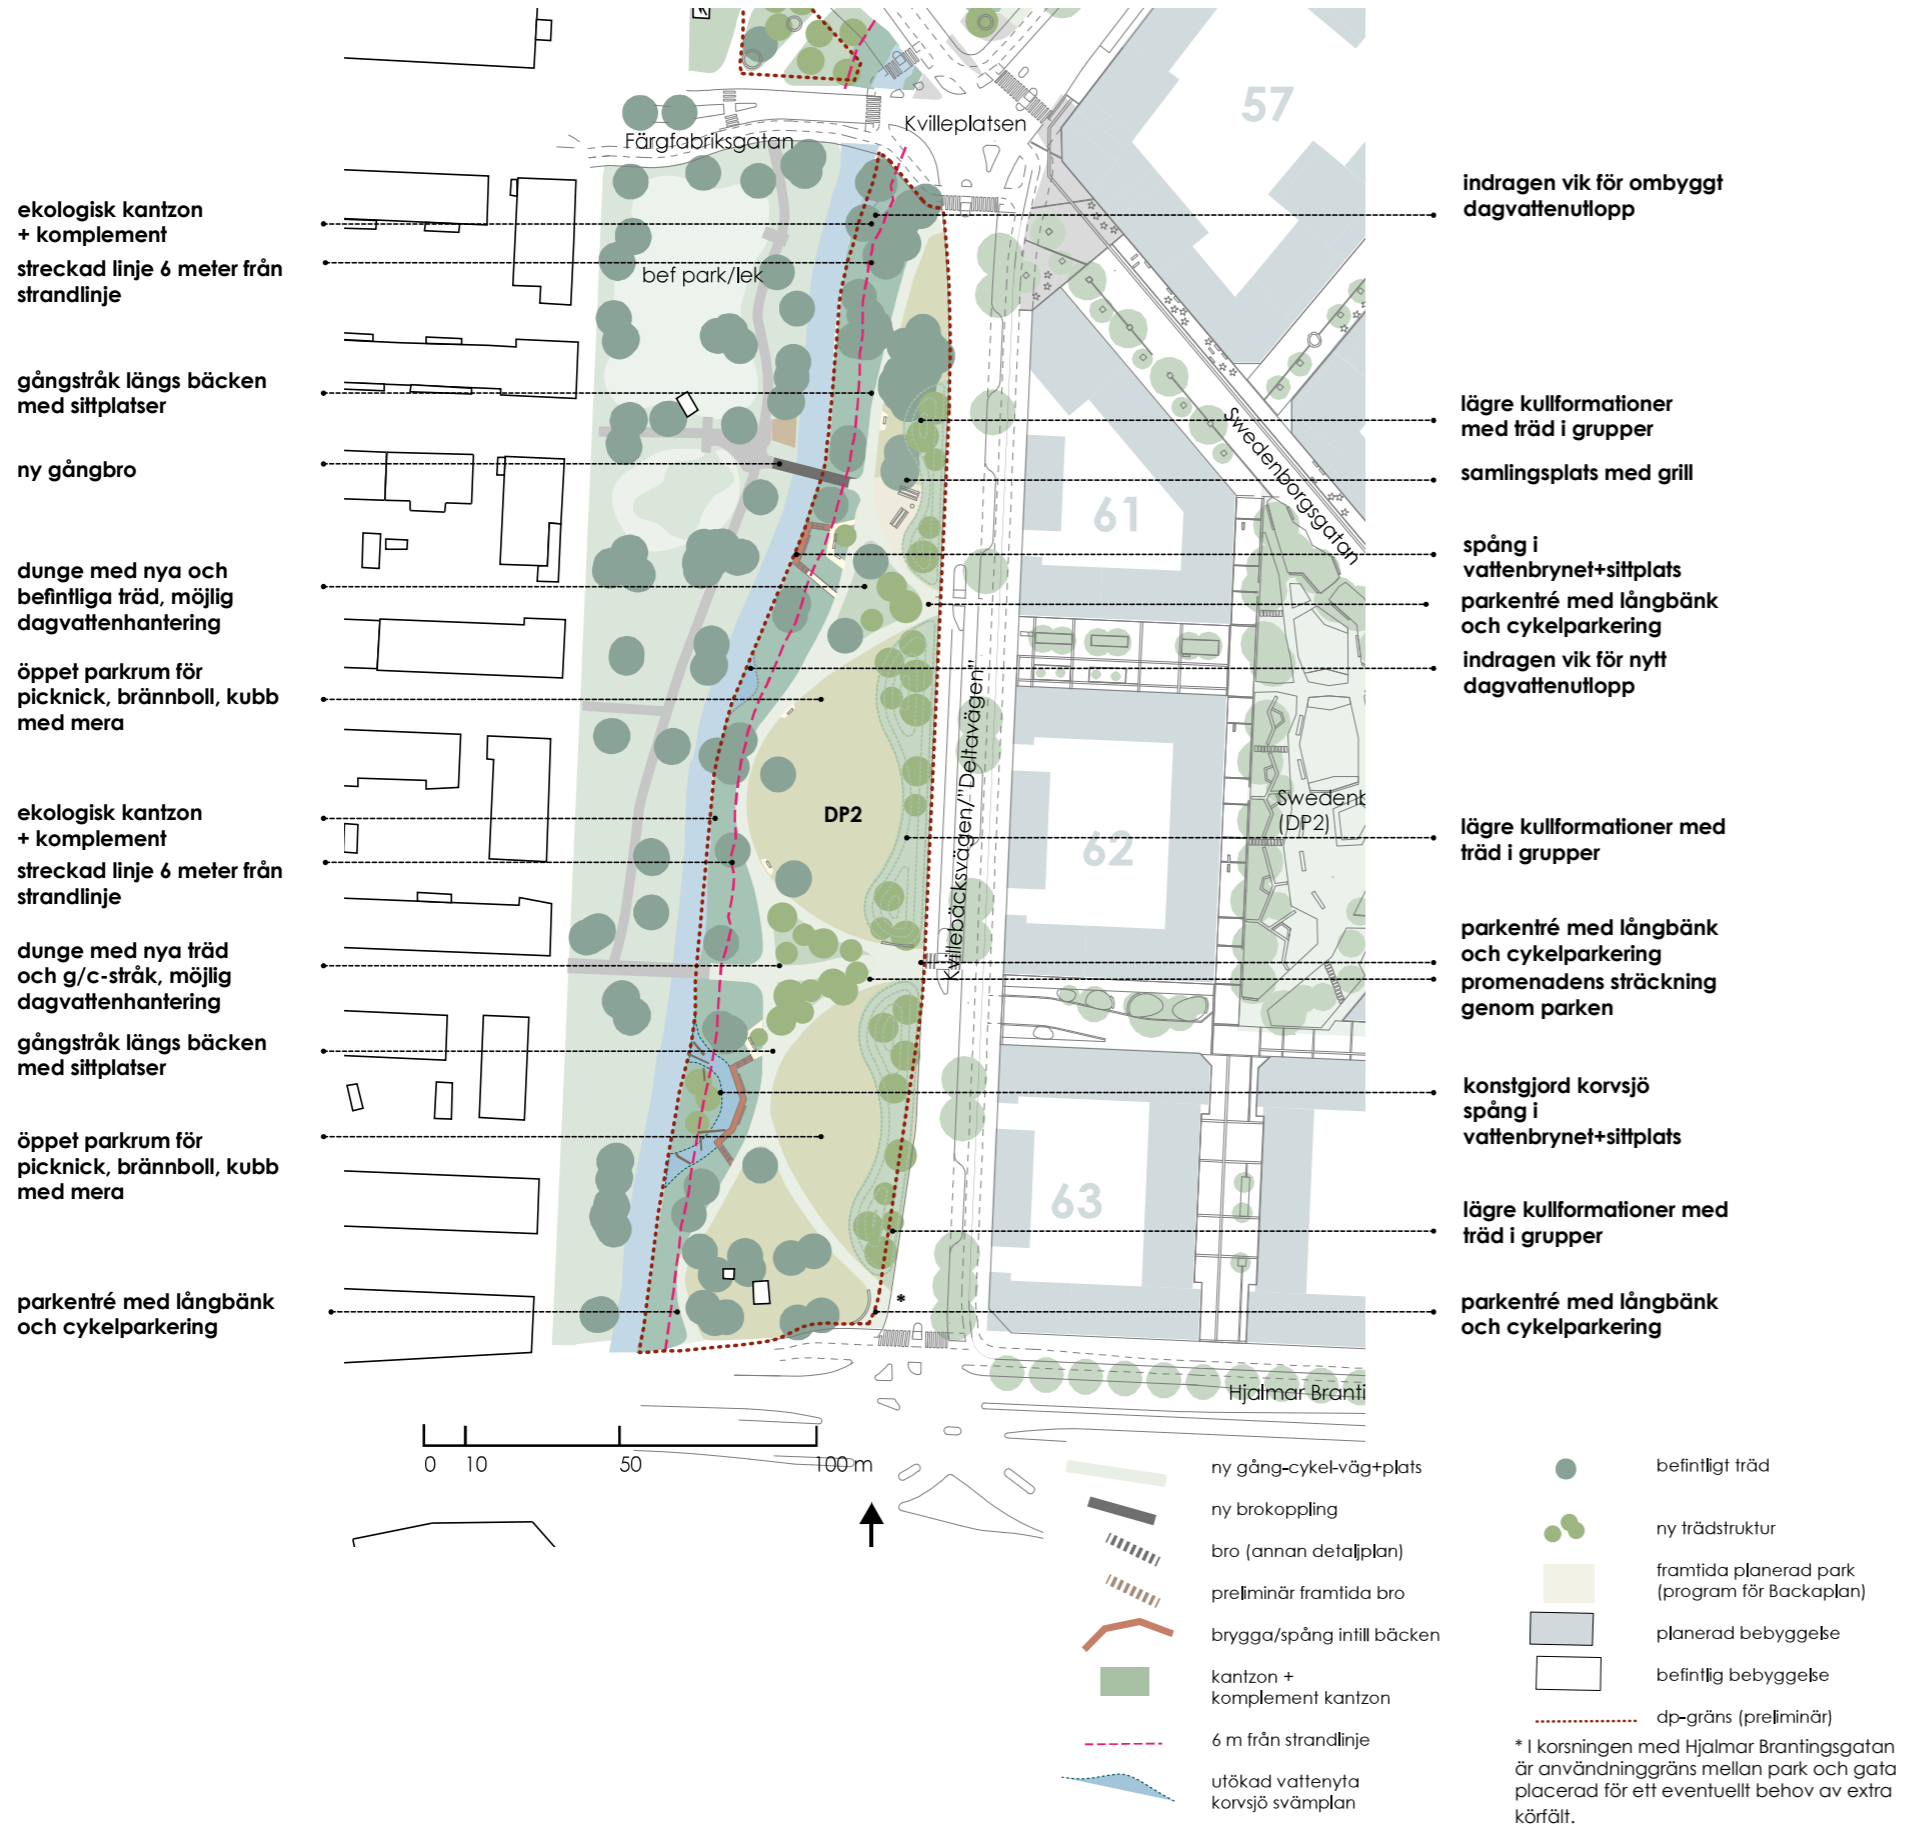 ekologisk kantzon
+ komplement
streckad linje 6 meter från
strandlinje
gångstråk längs bäcken
med sittplatser
ny gångbro
dunge med nya och
befintliga träd, möjlig
dagvattenhantering
öppet parkrum för
picknick, brännboll, kubb
med mera
ekologisk kantzon
+ komplement
streckad linje 6 meter från
strandlinje
dunge med nya träd
och g/c-stråk, möjlig
dagvattenhantering
gångstråk längs bäcken
med sittplatser
öppet parkrum för
picknick, brännboll, kubb
med mera
parkentré med långbänk
och cykelparkering
Färgfabriksgatan
Kvilleplatsen
57
bef park/lek
61
Swedenborgsgatan
Kvillebäcksvägen/"Deltavägen"
DP2
62
Swedenb
(DP2)
63
*
Hjalmar Branti
indragen vik för ombyggt
dagvattenutlopp
lägre kullformationer
med träd i grupper
samlingsplats med grill
spång i
vattenbrynet+sittplats
parkentré med långbänk
och cykelparkering
indragen vik för nytt
dagvattenutlopp
lägre kullformationer med
träd i grupper
parkentré med långbänk
och cykelparkering
promenadens sträckning
genom parken
konstgjord korvsjö
spång i
vattenbrynet+sittplats
lägre kullformationer med
träd i grupper
parkentré med långbänk
och cykelparkering
0 10 50 100 m
ny gång-cykel-väg+plats
ny brokoppling
bro (annan detaljplan)
preliminär framtida bro
brygga/spång intill bäcken
kantzon +
komplement kantzon
6 m från strandlinje
utökad vattenyta
korvsjö svämplan
befintligt träd
ny trädstruktur
framtida planerad park
(program för Backaplan)
planerad bebyggelse
befintlig bebyggelse
dp-gräns (preliminär)
* I korsningen med Hjalmar Brantingsgatan
är användninggräns mellan park och gata
placerad för ett eventuellt behov av extra
körfält.